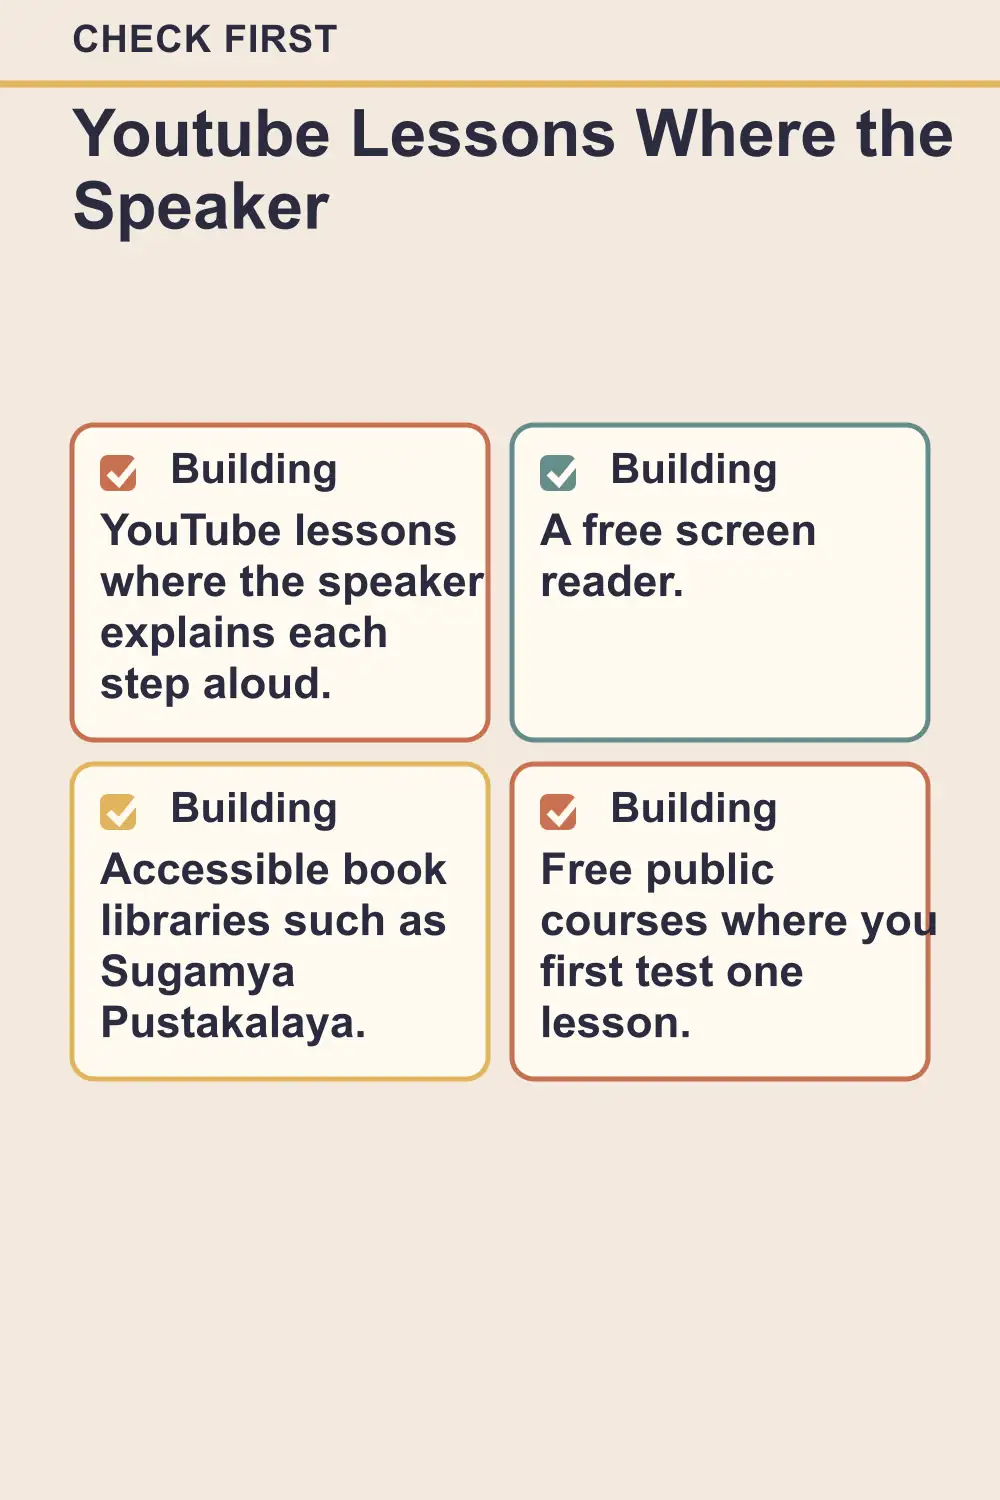 CHECK FIRST
Youtube Lessons Where the
Speaker
Building
YouTube lessons
where the speaker
explains each
step aloud.
Building
A free screen
reader.
Building
Accessible book
libraries such as
Sugamya
Pustakalaya.
Building
Free public
courses where you
first test one
lesson.